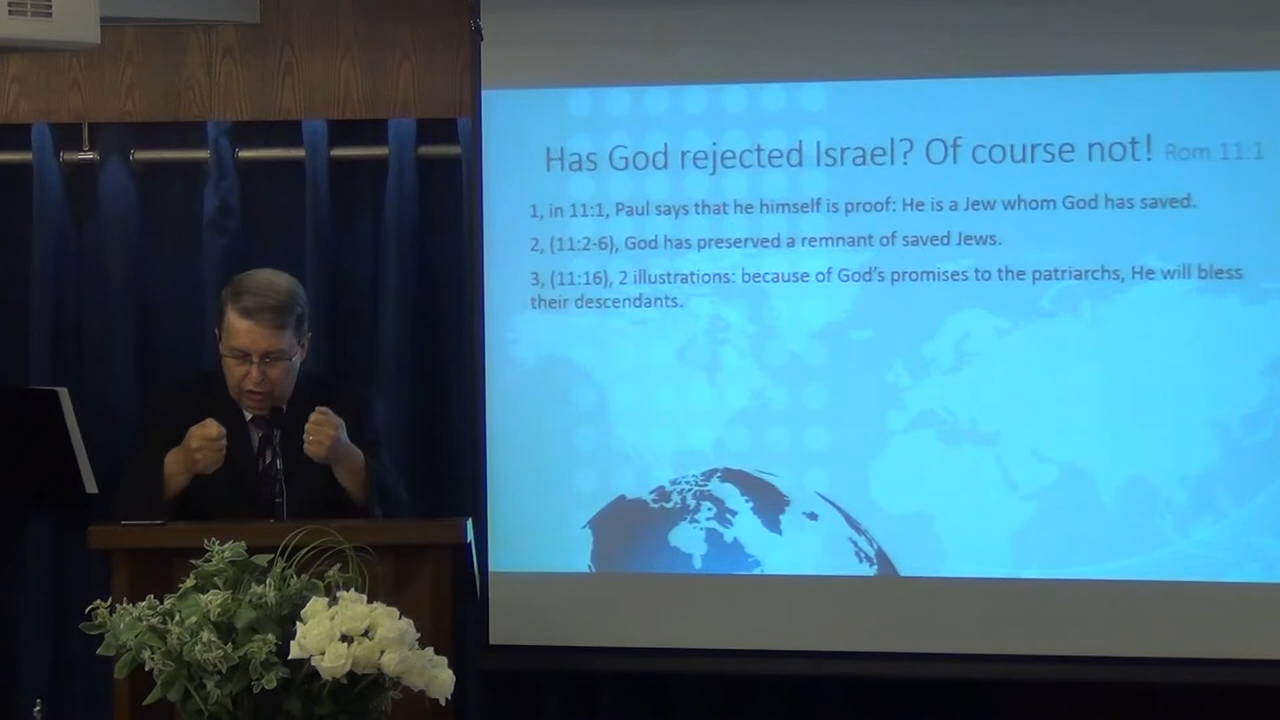 Has God rejected Israel? Of course not! Rom 11:1
1, in 11:1, Paul says that he himself is proof: He is a Jew whom God has saved.
2, (11:2-6), God has preserved a remnant of saved Jews.
3, (11:16), 2 illustrations: because of God's promises to the patriarchs, He will bless
their descendants.